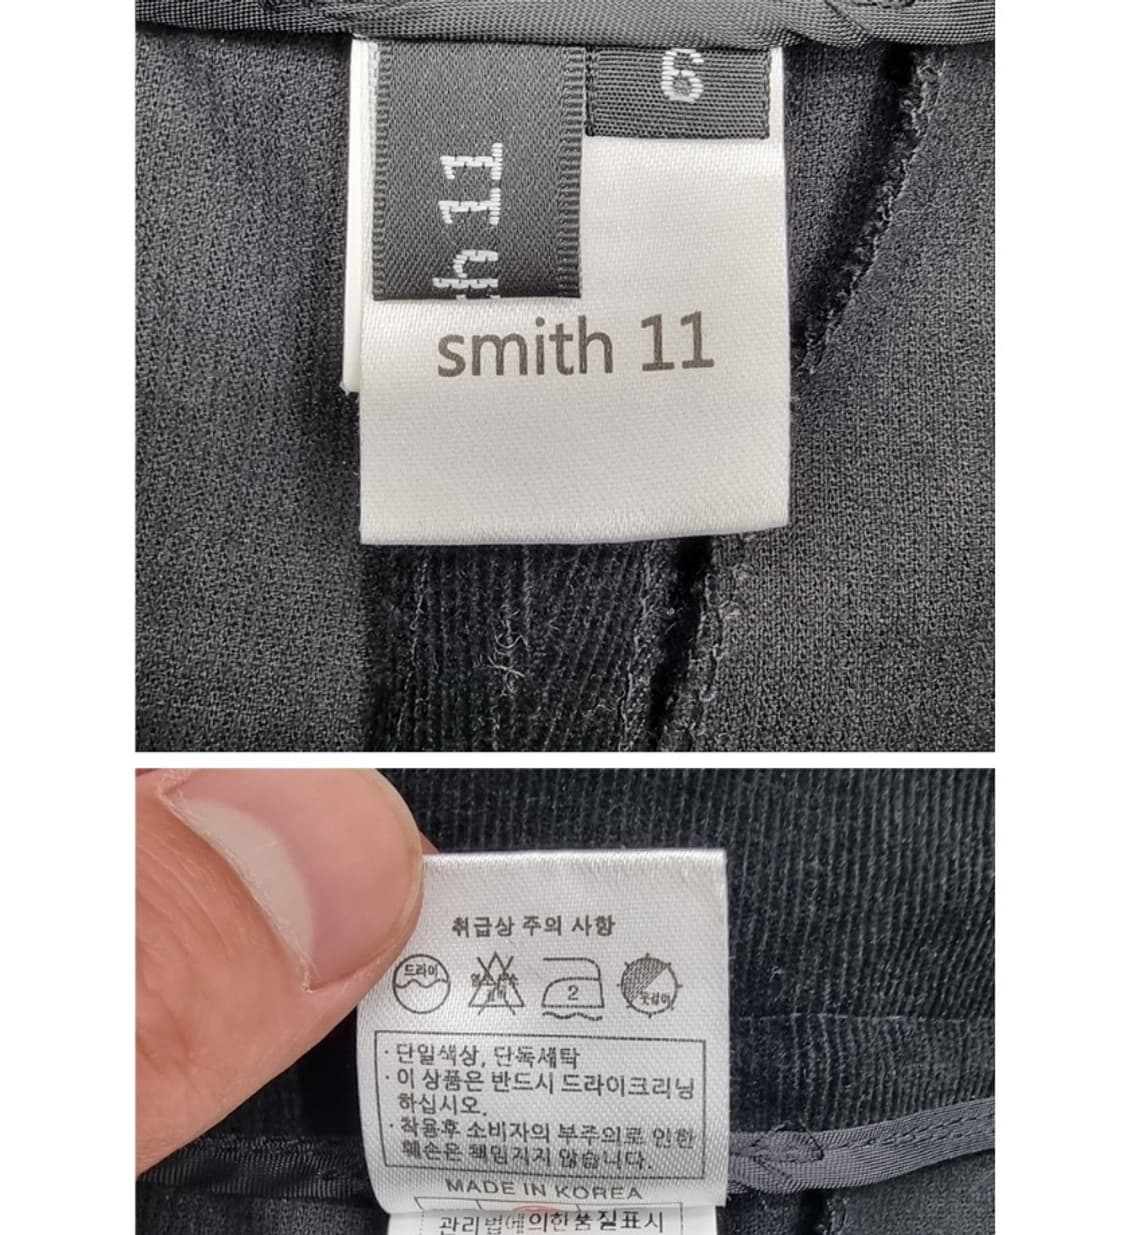 h 11
6
smith 11
취급상 주의 사항
드라이
2
옷걸이
· 단일색상, 단독세탁
· 이 상품은 반드시 드라이크리닝
하십시오.
· 착용후 소비자의 부주의로 인한
훼손은 책임지지 않습니다.
MADE IN KOREA
관리법에의한품질표시